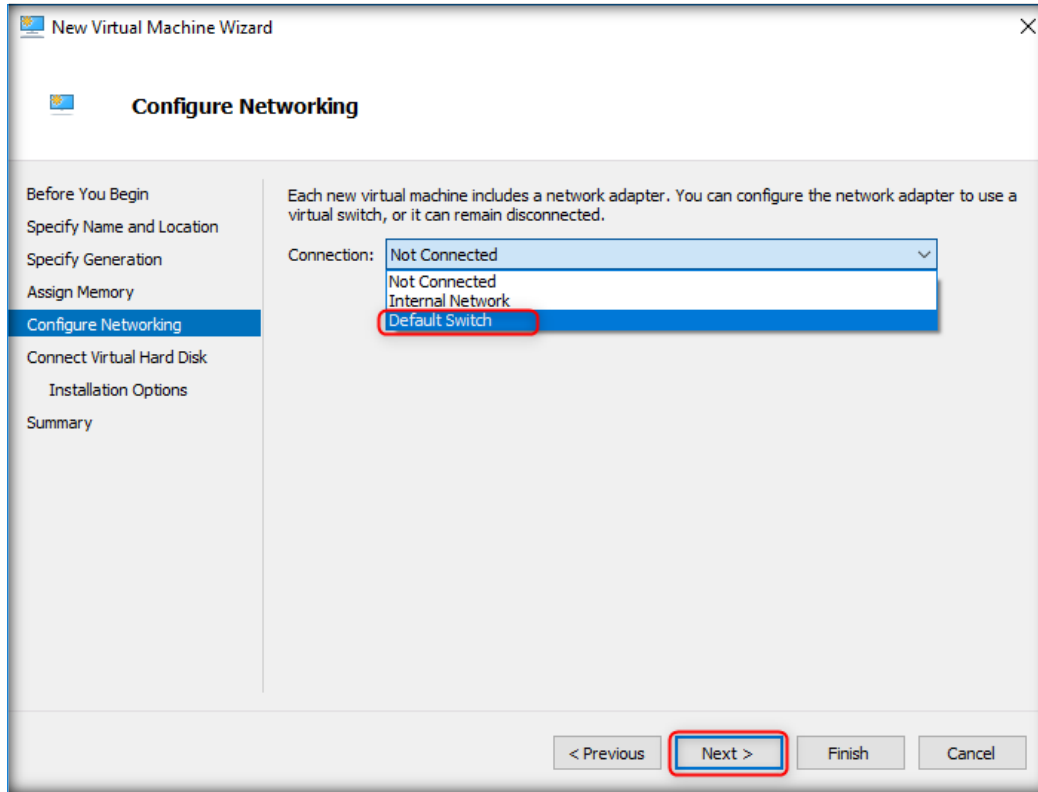 New Virtual Machine Wizard
Configure Networking
Before You Begin
Specify Name and Location
Specify Generation
Assign Memory
Configure Networking
Connect Virtual Hard Disk
Installation Options
Summary
Each new virtual machine includes a network adapter. You can configure the network adapter to use a
virtual switch, or it can remain disconnected.
Connection: Not Connected
Not Connected
Internal Network
Default Switch
< Previous
Next >
Finish
Cancel